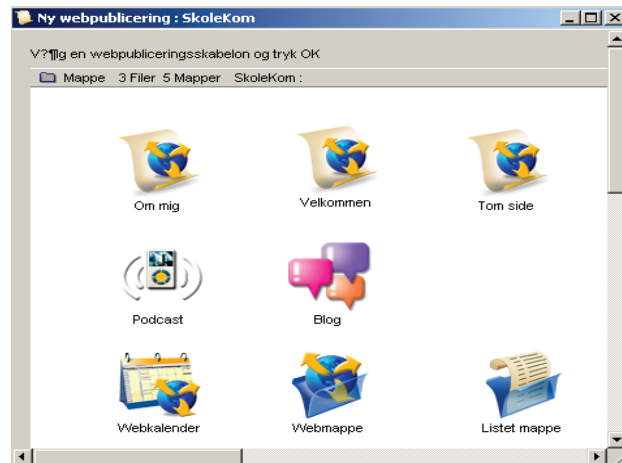 Ny webpublicering : SkoleKom
V?¶lg en webpubliceringsskabelon og tryk OK
Mappe 3 Filer 5 Mapper SkoleKom :
Om mig Velkommen Tom side
Podcast Blog
Webkalender Webmappe Listet mappe